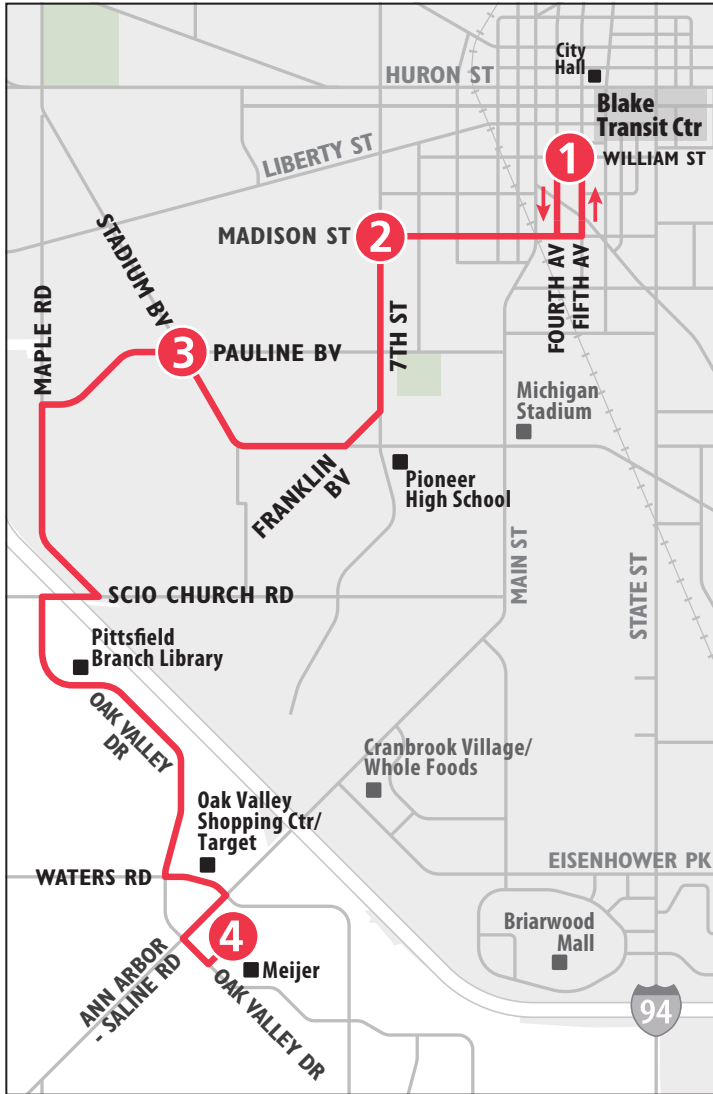 City
Hall
HURON ST
Blake
Transit Ctr
1
WILLIAM ST
LIBERTY ST
STADIUM BV
MADISON ST
2
FOURTH AV
FIFTH AV
MAPLE RD
3
PAULINE BV
7TH ST
Michigan
Stadium
FRANKLIN
BV
Pioneer
High School
MAIN ST
STATE ST
SCIO CHURCH RD
Pittsfield
Branch Library
OAK VALLEY
DR
Cranbrook Village/
Whole Foods
Oak Valley
Shopping Ctr/
Target
WATERS RD
EISENHOWER PK
4
Briarwood
Mall
Meijer
ANN ARBOR
- SALINE RD
OAK VALLEY DR
94